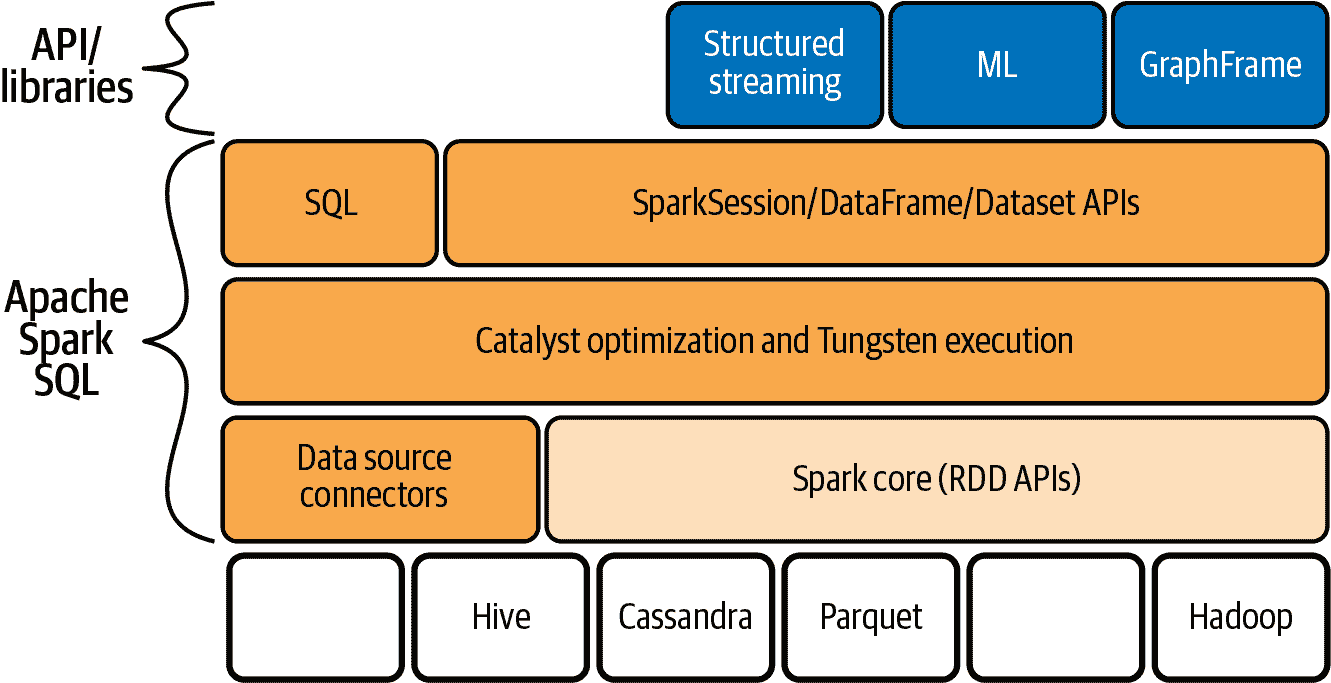 API/
libraries
Structured
streaming
ML
GraphFrame
Apache
Spark
SQL
SQL
SparkSession/DataFrame/Dataset APIs
Catalyst optimization and Tungsten execution
Data source
connectors
Spark core (RDD APIs)
Hive
Cassandra
Parquet
Hadoop